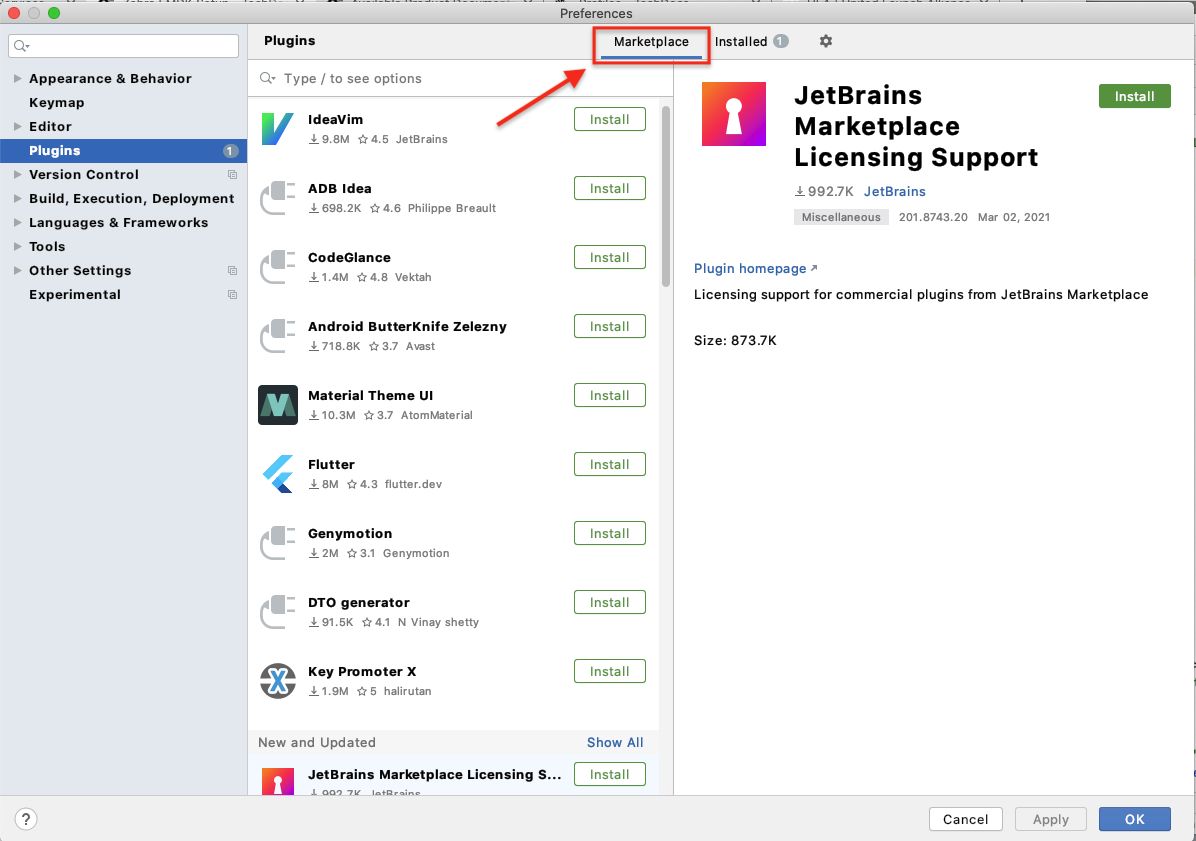 Preferences
Plugins
Marketplace
Installed 1
Appearance & Behavior
Keymap
Editor
Plugins 1
Version Control
Build, Execution, Deployment
Languages & Frameworks
Tools
Other Settings
Experimental
Type / to see options
IdeaVim
9.8M 4.5 JetBrains
Install
ADB Idea
698.2K 4.6 Philippe Breault
Install
CodeGlance
1.4M 4.8 Vektah
Install
Android ButterKnife Zelezny
718.8K 3.7 Avast
Install
Material Theme UI
10.3M 3.7 AtomMaterial
Install
Flutter
8M 4.3 flutter.dev
Install
Genymotion
2M 3.1 Genymotion
Install
DTO generator
91.5K 4.1 N Vinay shetty
Install
Key Promoter X
1.9M 5 halirutan
Install
New and Updated
Show All
JetBrains Marketplace Licensing S...
992.7K JetBrains
Install
JetBrains
Marketplace
Licensing Support
Install
992.7K JetBrains
Miscellaneous 201.8743.20 Mar 02, 2021
Plugin homepage
Licensing support for commercial plugins from JetBrains Marketplace
Size: 873.7K
?
Cancel
Apply
OK